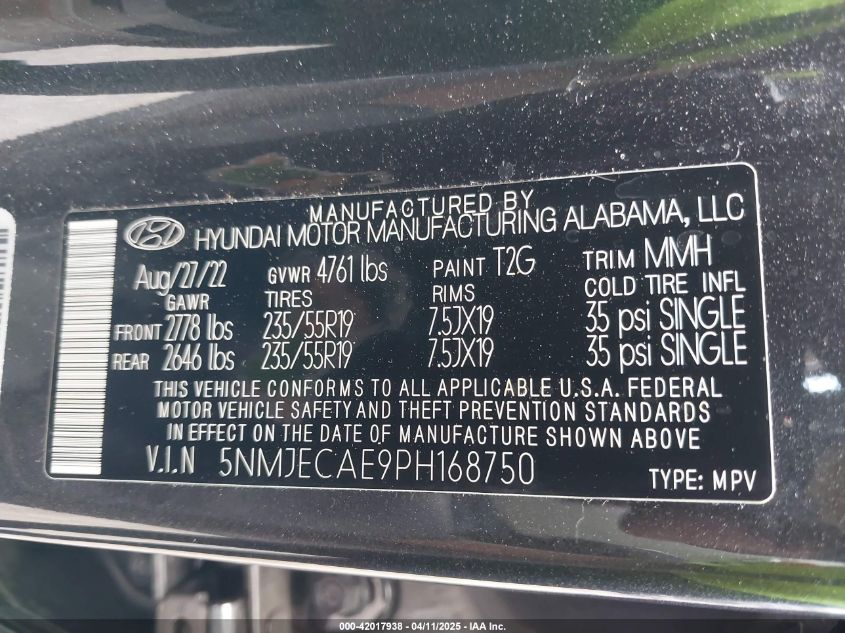 MANUFACTURED BY
HYUNDAI MOTOR MANUFACTURING ALABAMA, LLC
Aug/27/22 GVWR 4761 lbs PAINT T2G TRIM MMH
GAWR TIRES RIMS COLD TIRE INFL
FRONT 2778 lbs 235/55R19 7.5JX19 35 psi SINGLE
REAR 2646 lbs 235/55R19 7.5JX19 35 psi SINGLE
THIS VEHICLE CONFORMS TO ALL APPLICABLE U.S.A. FEDERAL
MOTOR VEHICLE SAFETY AND THEFT PREVENTION STANDARDS
IN EFFECT ON THE DATE OF MANUFACTURE SHOWN ABOVE
V.I.N 5NMJECAE9PH168750 TYPE: MPV
000-42017938 - 04/11/2025 - IAA Inc.